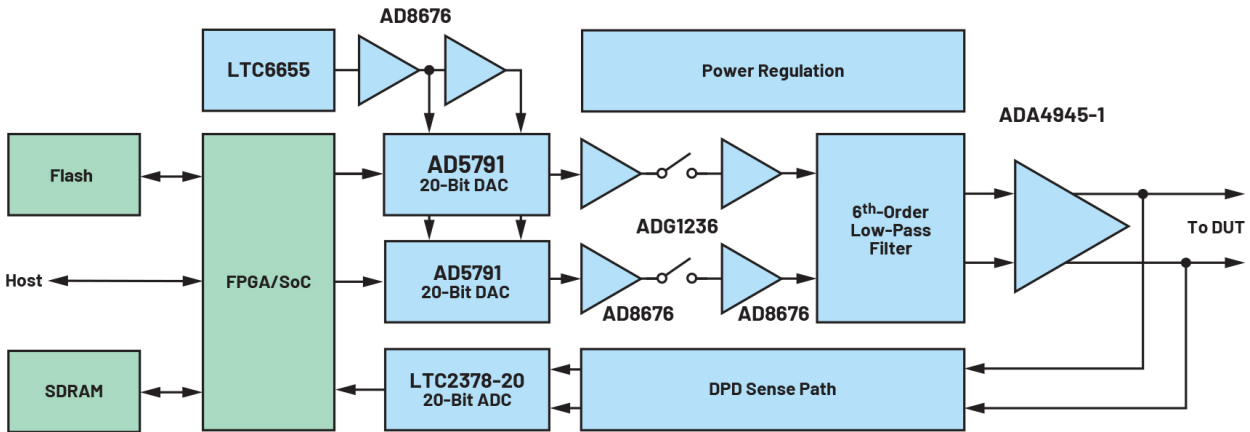 AD8676
LTC6655
Power Regulation
ADA4945-1
Flash
AD5791
20-Bit DAC
6th-Order
Low-Pass
Filter
To DUT
ADG1236
Host
FPGA/SoC
AD5791
20-Bit DAC
AD8676
AD8676
SDRAM
LTC2378-20
20-Bit ADC
DPD Sense Path